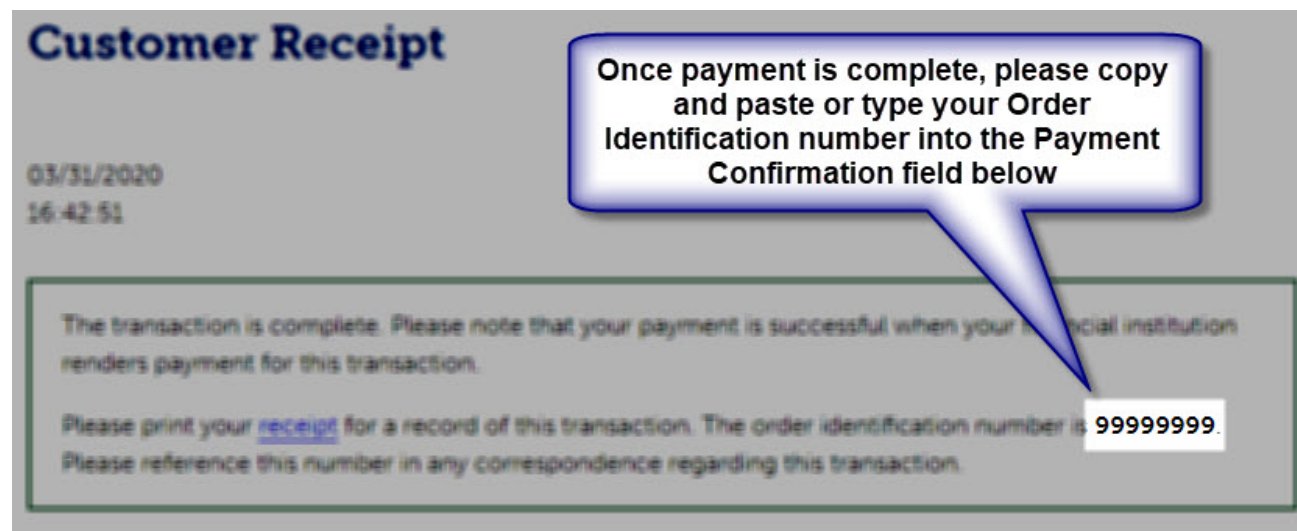 Customer Receipt
Once payment is complete, please copy
and paste or type your Order
Identification number into the Payment
Confirmation field below
03/31/2020
16:42:51
The transaction is complete. Please note that your payment is successful when your financial institution
renders payment for this transaction.
Please print your receipt for a record of this transaction. The order identification number is 99999999.
Please reference this number in any correspondence regarding this transaction.